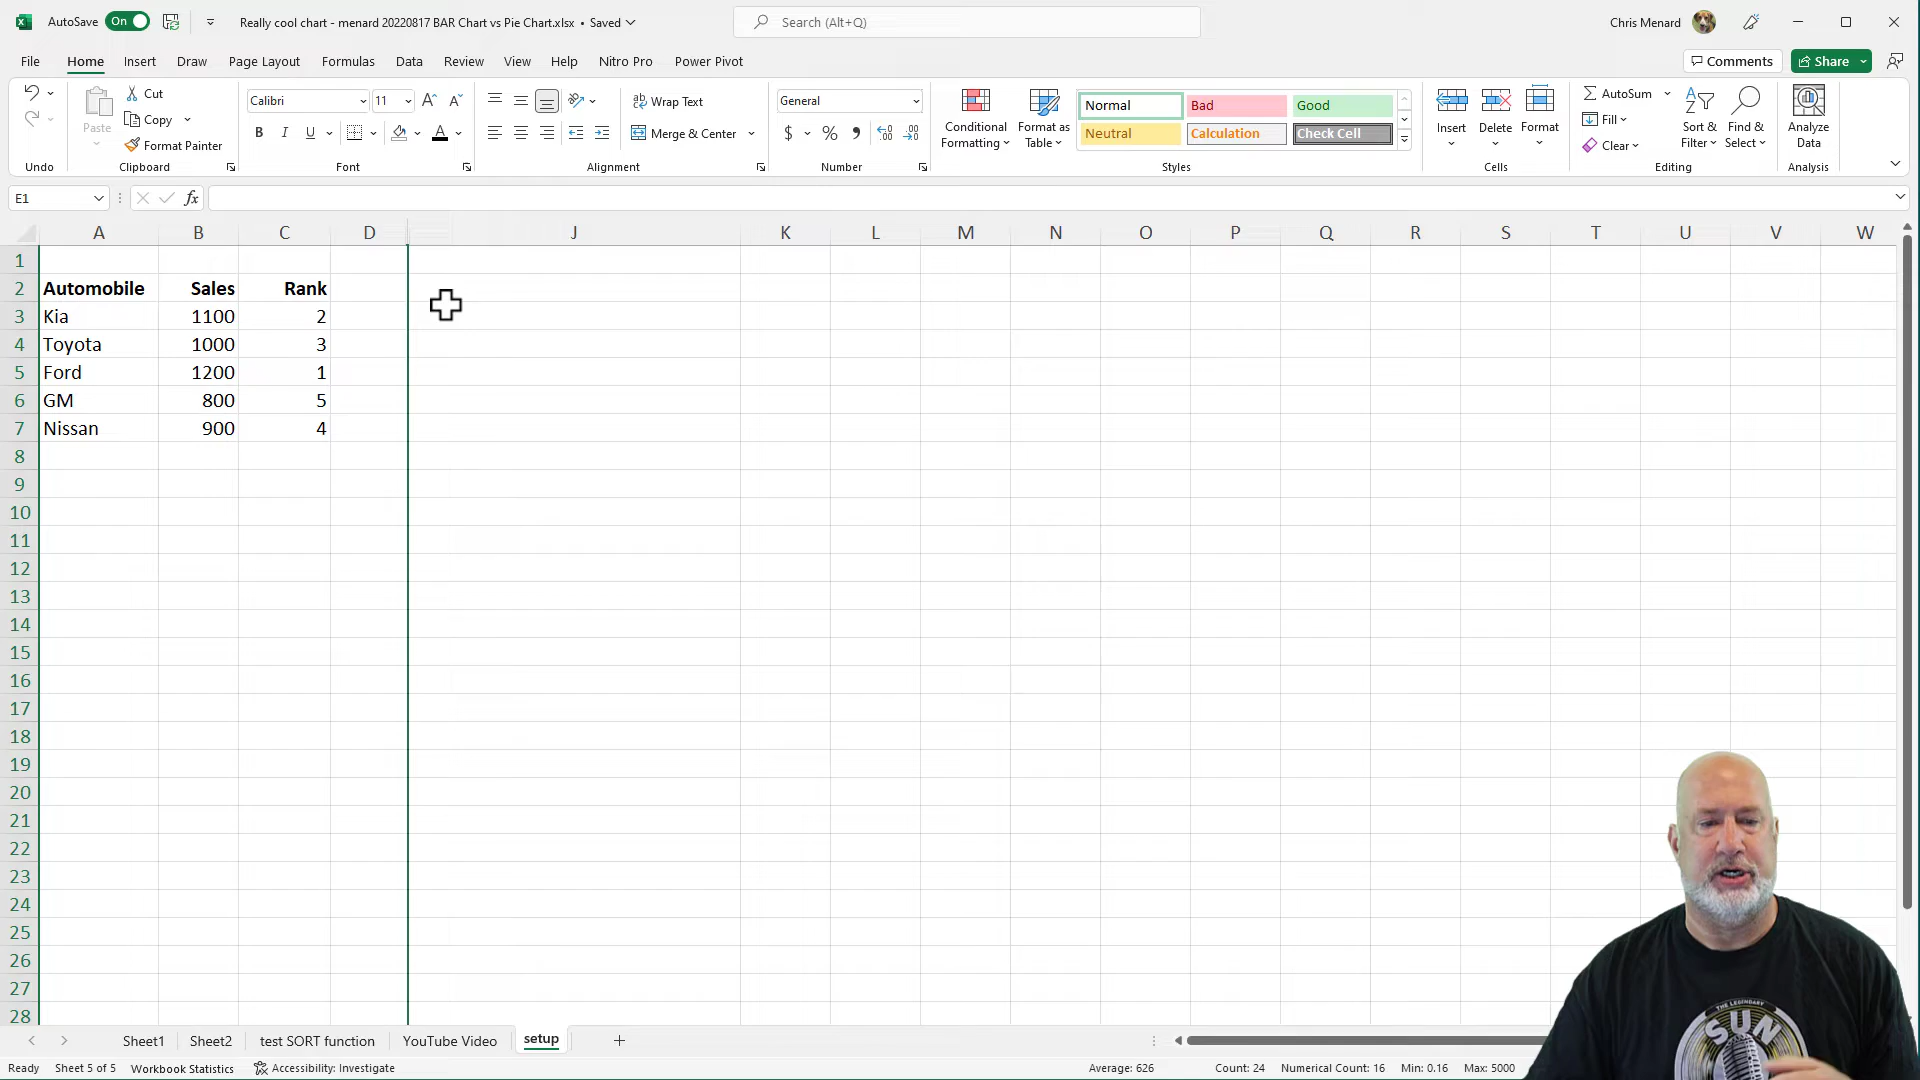 AutoSave On Really cool chart - menard 20220817 BAR Chart vs Pie Chart.xlsx • Saved Search (Alt+Q) Chris Menard
File Home Insert Draw Page Layout Formulas Data Review View Help Nitro Pro Power Pivot Comments Share
Paste Cut Copy Format Painter
Calibri 11 B I U A
Wrap Text Merge & Center
General $ % 9
Conditional Formatting Format as Table
Normal Bad Good
Neutral Calculation Check Cell
Insert Delete Format
AutoSum Fill Clear
Sort & Filter Find & Select Analyze Data
Undo Clipboard Font Alignment Number Styles Cells Editing Analysis
E1 fx
A B C D J K L M N O P Q R S T U V W
1
2 Automobile Sales Rank
3 Kia 1100 2
4 Toyota 1000 3
5 Ford 1200 1
6 GM 800 5
7 Nissan 900 4
8
9
10
11
12
13
14
15
16
17
18
19
20
21
22
23
24
25
26
27
28
THE LEGENDARY
SUN
Sheet1 Sheet2 test SORT function YouTube Video setup
Ready Sheet 5 of 5 Workbook Statistics Accessibility: Investigate Average: 626 Count: 24 Numerical Count: 16 Min: 0.16 Max: 5000